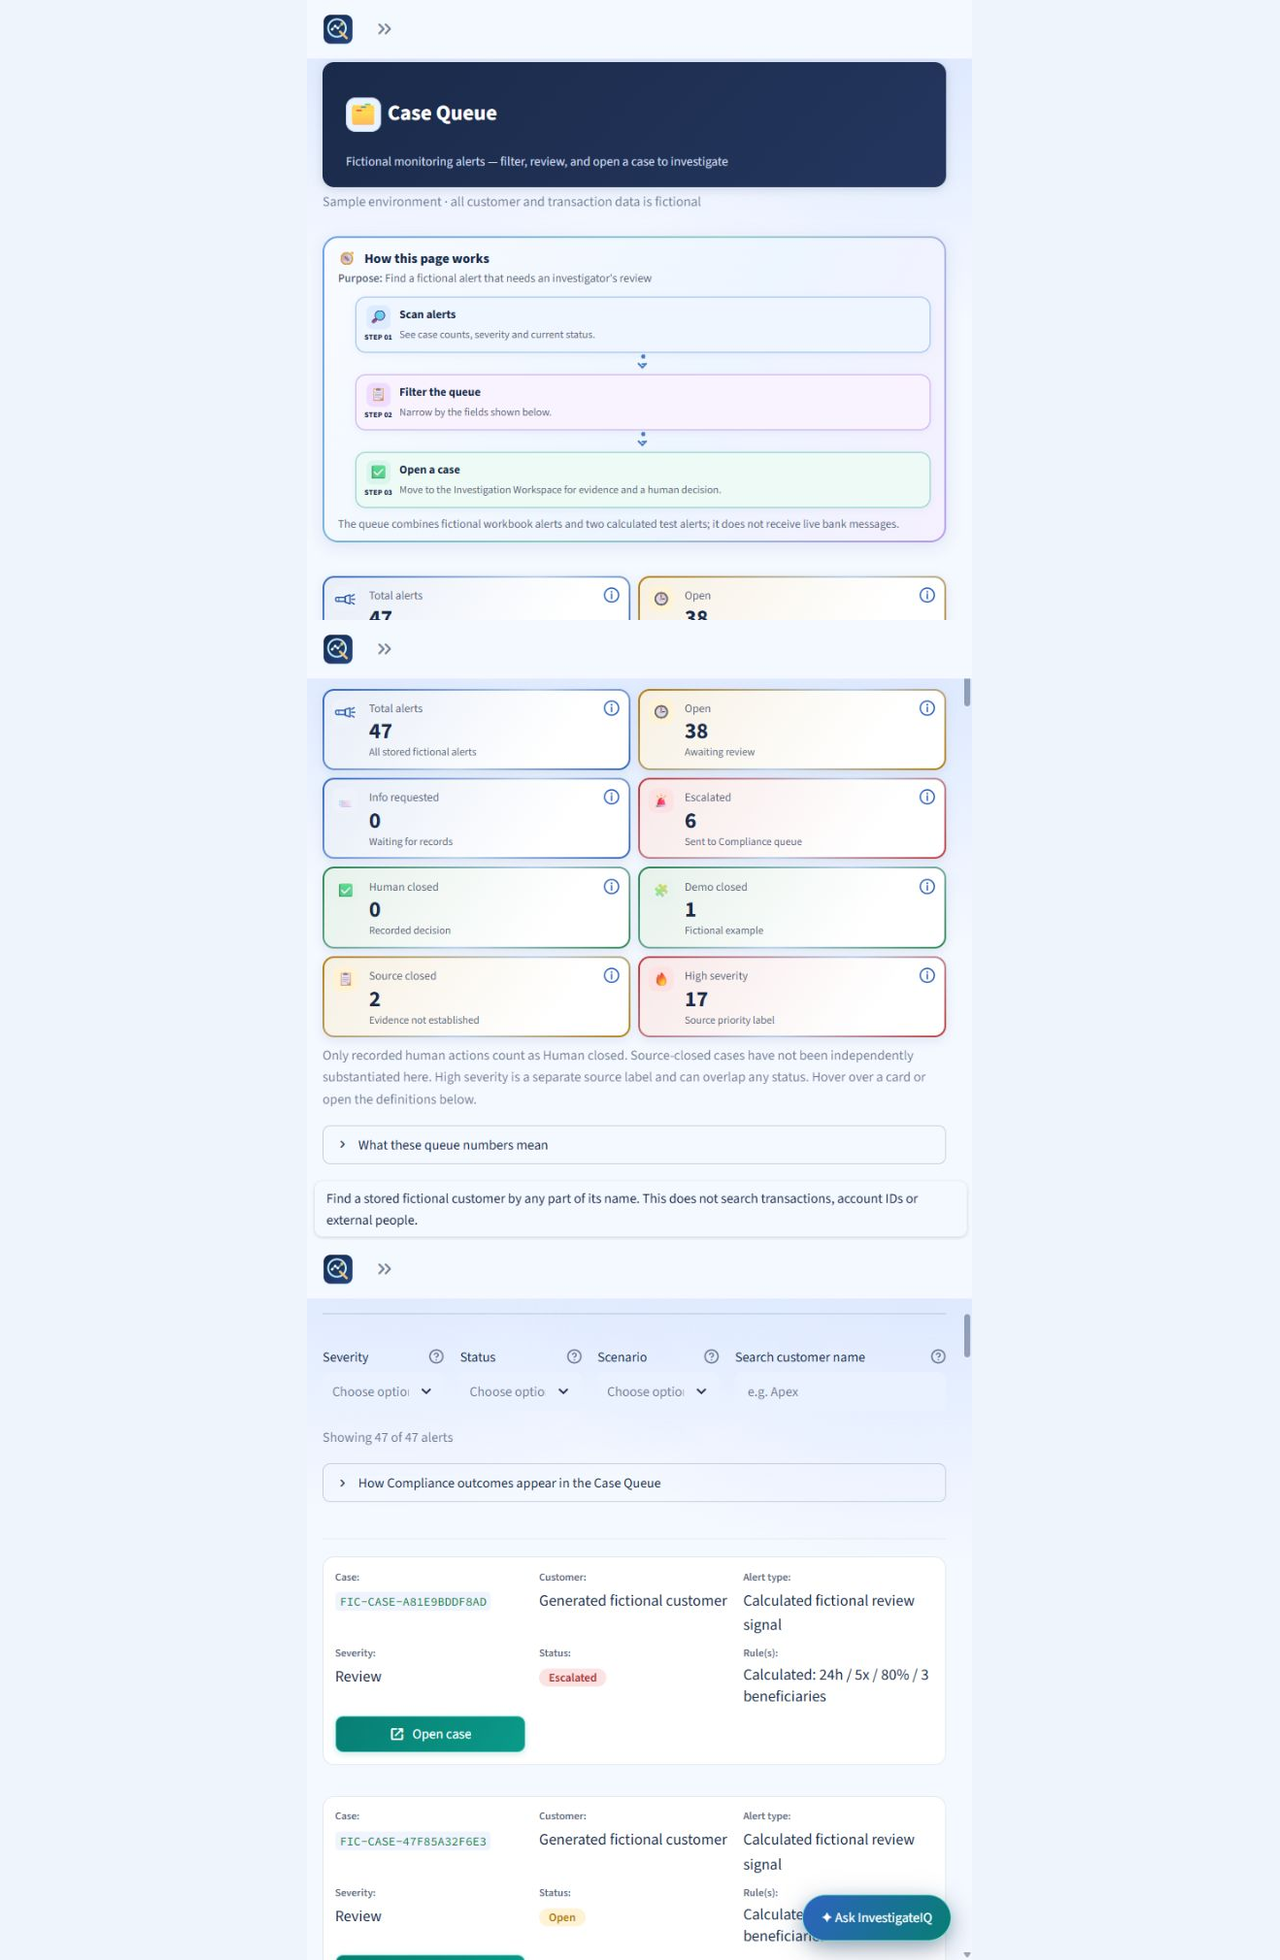 Case Queue
Fictional monitoring alerts — filter, review, and open a case to investigate
Sample environment · all customer and transaction data is fictional
How this page works
Purpose: Find a fictional alert that needs an investigator's review
Scan alerts
STEP 01 See case counts, severity and current status.
Filter the queue
STEP 02 Narrow by the fields shown below.
Open a case
STEP 03 Move to the Investigation Workspace for evidence and a human decision.
The queue combines fictional workbook alerts and two calculated test alerts; it does not receive live bank messages.
Total alerts
47
Open
38
Total alerts
47
All stored fictional alerts
Open
38
Awaiting review
Info requested
0
Waiting for records
Escalated
6
Sent to Compliance queue
Human closed
0
Recorded decision
Demo closed
1
Fictional example
Source closed
2
Evidence not established
High severity
17
Source priority label
Only recorded human actions count as Human closed. Source-closed cases have not been independently
substantiated here. High severity is a separate source label and can overlap any status. Hover over a card or
open the definitions below.
What these queue numbers mean
Find a stored fictional customer by any part of its name. This does not search transactions, account IDs or
external people.
Severity
Status
Scenario
Search customer name
Choose optio
Choose optio
Choose optio
e.g. Apex
Showing 47 of 47 alerts
How Compliance outcomes appear in the Case Queue
Case:
FIC-CASE-A81E9BDDF8AD
Customer:
Generated fictional customer
Alert type:
Calculated fictional review
signal
Severity:
Review
Status:
Escalated
Rule(s):
Calculated: 24h / 5x / 80% / 3
beneficiaries
Open case
Case:
FIC-CASE-47F85A32F6E3
Customer:
Generated fictional customer
Alert type:
Calculated fictional review
signal
Severity:
Review
Status:
Open
Rule(s):
Calculate
beneficiari
✦ Ask InvestigateIQ